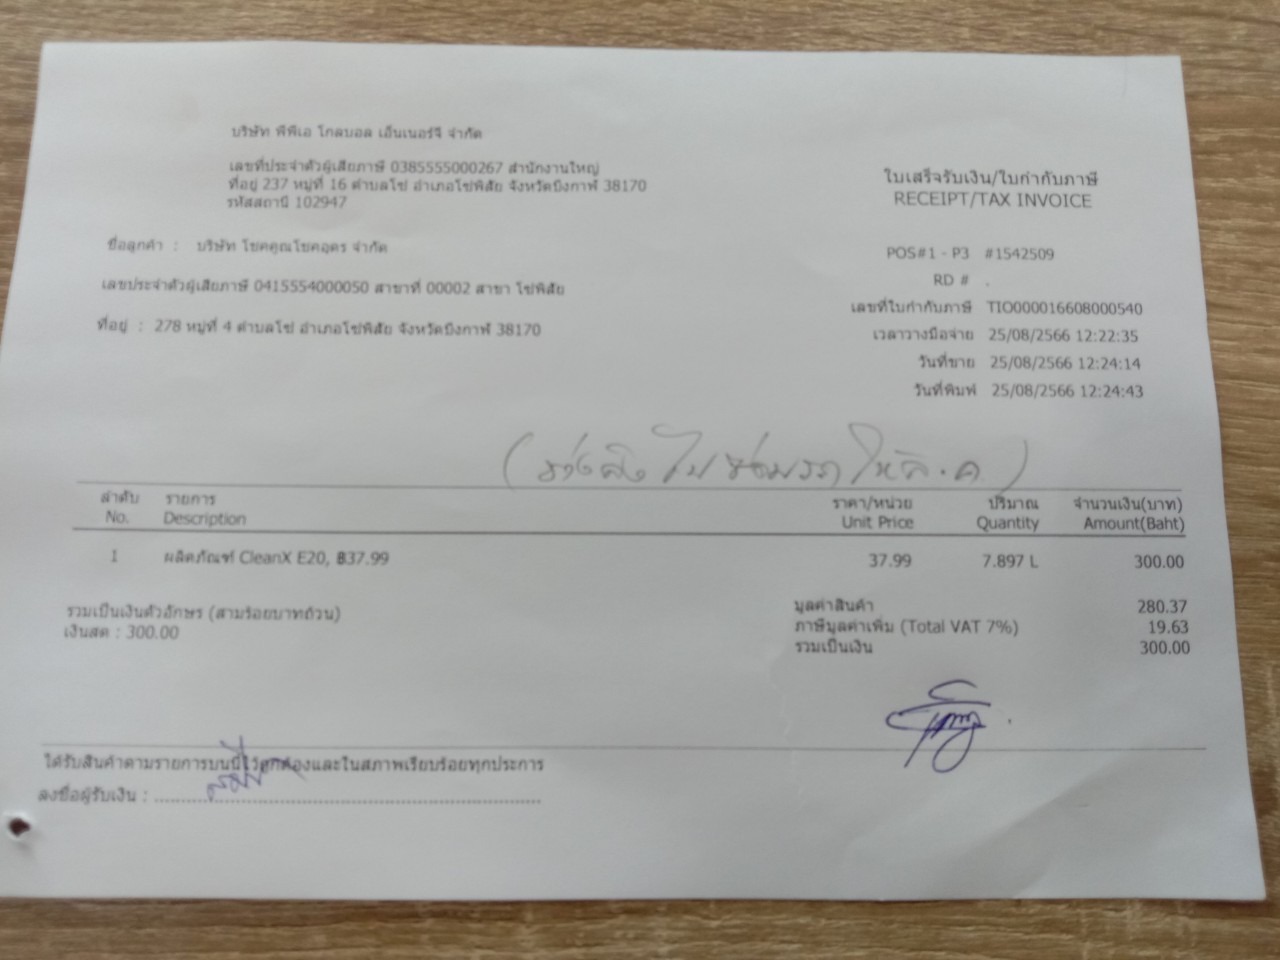 บริษัท พีพีเอ โกลบอล เอ็นเนอร์จี จำกัด
เลขที่ประจำตัวผู้เสียภาษี 0385555000267 สำนักงานใหญ่
ที่อยู่ 237 หมู่ที่ 16 ตำบลโซ่ อำเภอโซ่พิสัย จังหวัดบึงกาฬ 38170
รหัสสถานี 102947
ใบเสร็จรับเงิน/ใบกำกับภาษี
RECEIPT/TAX INVOICE
ชื่อลูกค้า : บริษัท โชคคูณโชคอุดร จำกัด
เลขประจำตัวผู้เสียภาษี 0415554000050 สาขาที่ 00002 สาขา โซ่พิสัย
ที่อยู่ : 278 หมู่ที่ 4 ตำบลโซ่ อำเภอโซ่พิสัย จังหวัดบึงกาฬ 38170
POS#1 - P3 #1542509
RD # .
เลขที่ใบกำกับภาษี TIO000016608000540
เวลาวางมือจ่าย 25/08/2566 12:22:35
วันที่ขาย 25/08/2566 12:24:14
วันที่พิมพ์ 25/08/2566 12:24:43
ไปซ่อมรถให้ล.ค)
ลำดับ รายการ ราคา/หน่วย ปริมาณ จำนวนเงิน(บาท)
No. Description Unit Price Quantity Amount(Baht)
1 ผลิตภัณฑ์ CleanX E20, ฿37.99 37.99 7.897 L 300.00
รวมเป็นเงินตัวอักษร (สามร้อยบาทถ้วน)
เงินสด : 300.00
มูลค่าสินค้า 280.37
ภาษีมูลค่าเพิ่ม (Total VAT 7%) 19.63
รวมเป็นเงิน 300.00
ได้รับสินค้าตามรายการบนนี้ไว้ถูกต้องและในสภาพเรียบร้อยทุกประการ
ลงชื่อผู้รับเงิน : ........................................................